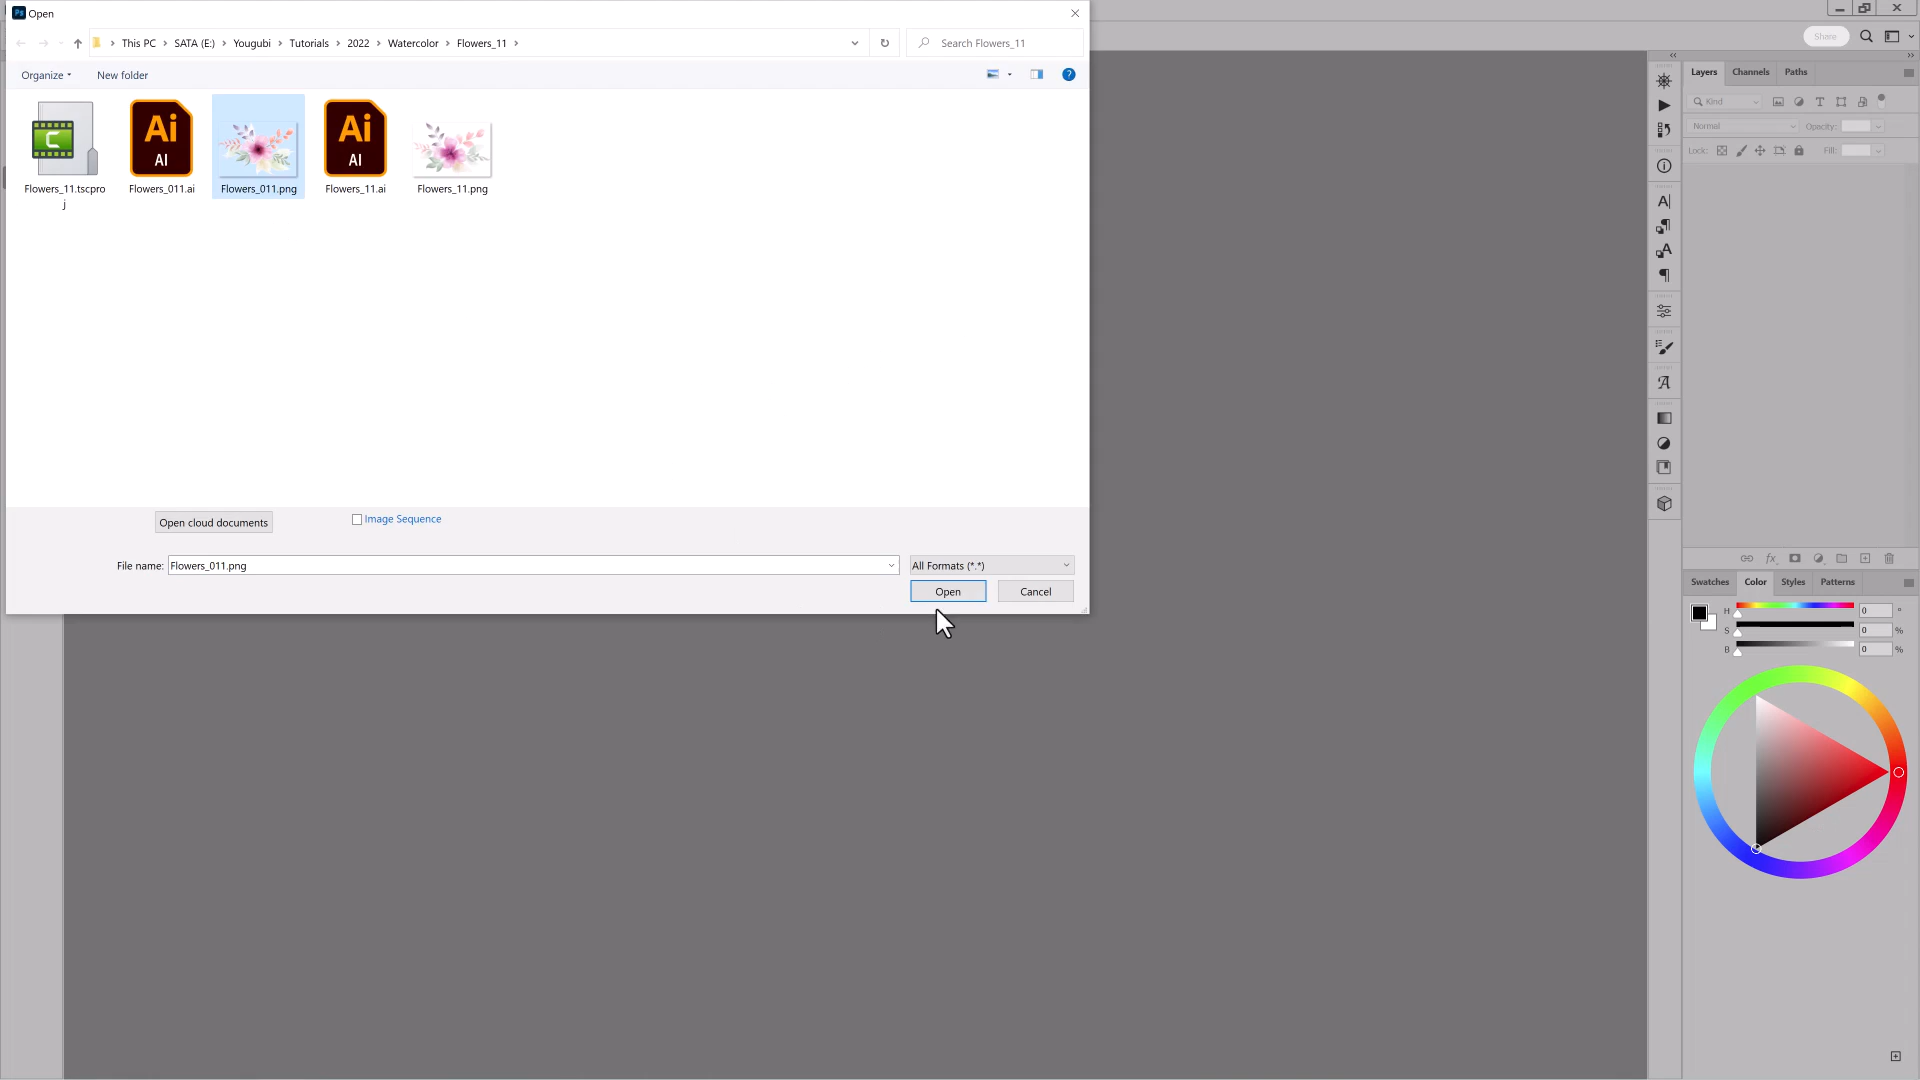 Ps Open
This PC > SATA (E:) > Yougubi > Tutorials > 2022 > Watercolor > Flowers_11 >
Search Flowers_11
Share
Organize
New folder
?
Layers Channels Paths
Kind
Normal
Opacity:
Lock:
Fill:
C
Ai
AI
Ai
AI
Flowers_11.tscpro
j
Flowers_011.ai
Flowers_011.png
Flowers_11.ai
Flowers_11.png
Open cloud documents
Image Sequence
File name:
Flowers_011.png
All Formats (*.*)
Open
Cancel
Swatches Color Styles Patterns
H 0 °
S 0 %
B 0 %